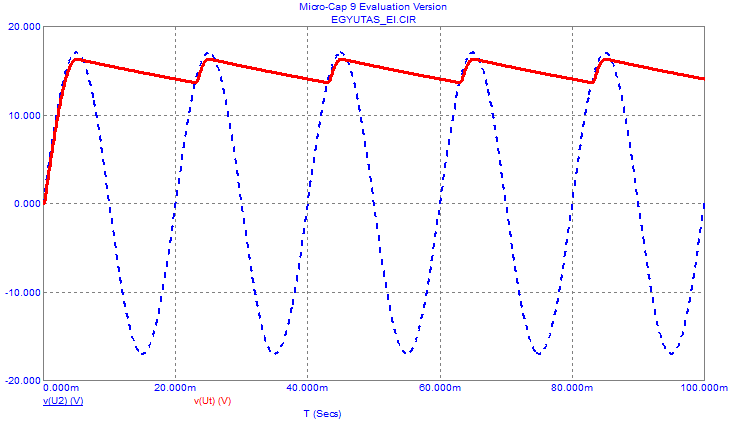 Micro-Cap 9 Evaluation Version
EGYUTAS_EI.CIR
20.000
10.000
0.000
-10.000
-20.000
0.000m 20.000m 40.000m 60.000m 80.000m 100.000m
v(U2) (V) v(Ut) (V)
T (Secs)